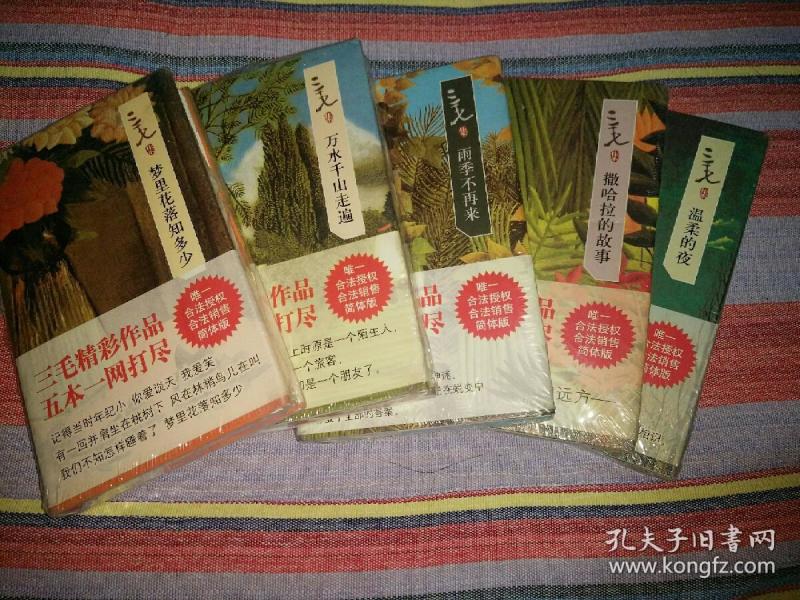 三毛
集
梦里花落知多少
唯一
合法授权
合法销售
简体版
三毛精彩作品
五本一网打尽
记得当时年纪小 你爱谈天 我爱笑
有一回并肩坐在桃树下 风在林梢鸟儿在叫
我们不知怎样睡着了 梦里花落知多少
三毛
集
万水千山走遍
唯一
合法授权
合法销售
简体版
作品
打尽
上海原是一个陌生人,
一个旅客,
是一个朋友了。
三毛
集
雨季不再来
唯一
合法授权
合法销售
简体版
品
尽
三毛
集
撒哈拉的故事
唯一
合法授权
合法销售
简体版
远方——
三毛
集
温柔的夜
唯一
合法授权
合法销售
简体版
孔夫子旧书网
www.kongfz.com